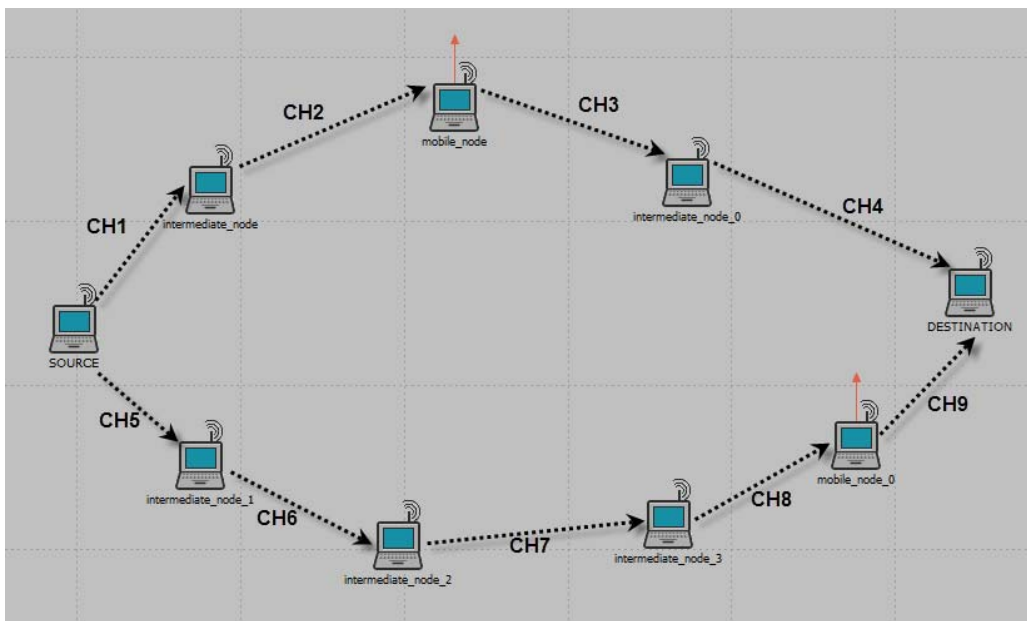 CH2
CH3
mobile_node
CH1
intermediate_node
intermediate_node_0
CH4
SOURCE
DESTINATION
CH5
CH9
intermediate_node_1
mobile_node_0
CH6
CH8
CH7
intermediate_node_2
intermediate_node_3